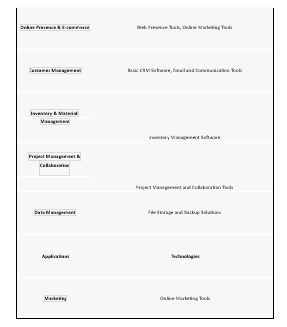 Online Presence & E-commerce
Web Presence Tools, Online Marketing Tools
Customer Management
Basic CRM Software, Email and Communication Tools
Inventory & Material
Management
Inventory Management Software
Project Management &
Collaboration
Project Management and Collaboration Tools
Data Management
File Storage and Backup Solutions
Applications
Technologies
Marketing
Online Marketing Tools